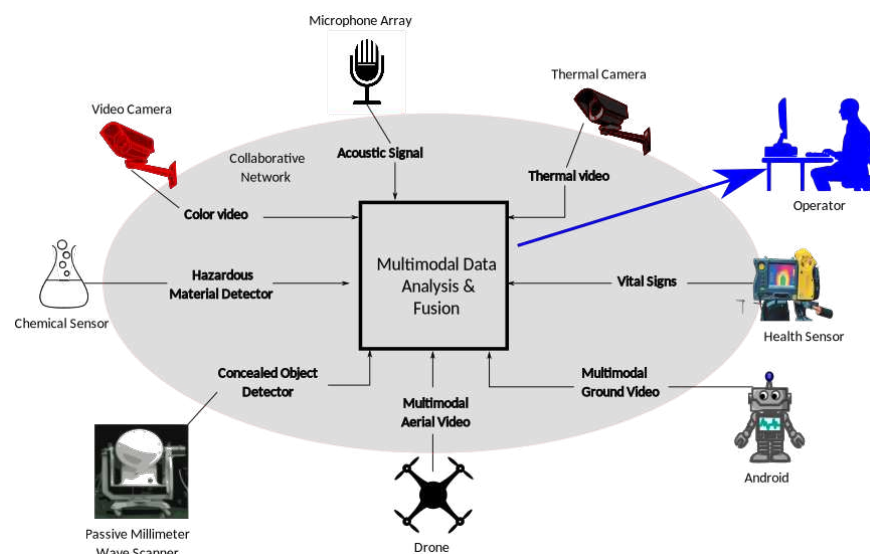 Microphone Array
Thermal Camera
Video Camera
Collaborative
Network
Acoustic Signal
Thermal video
Color video
Operator
Multimodal Data
Analysis &
Fusion
Hazardous
Material Detector
Vital Signs
Chemical Sensor
Health Sensor
Concealed Object
Detector
Multimodal
Ground Video
Multimodal
Aerial Video
Android
Passive Millimeter
Wave Scanner
Drone